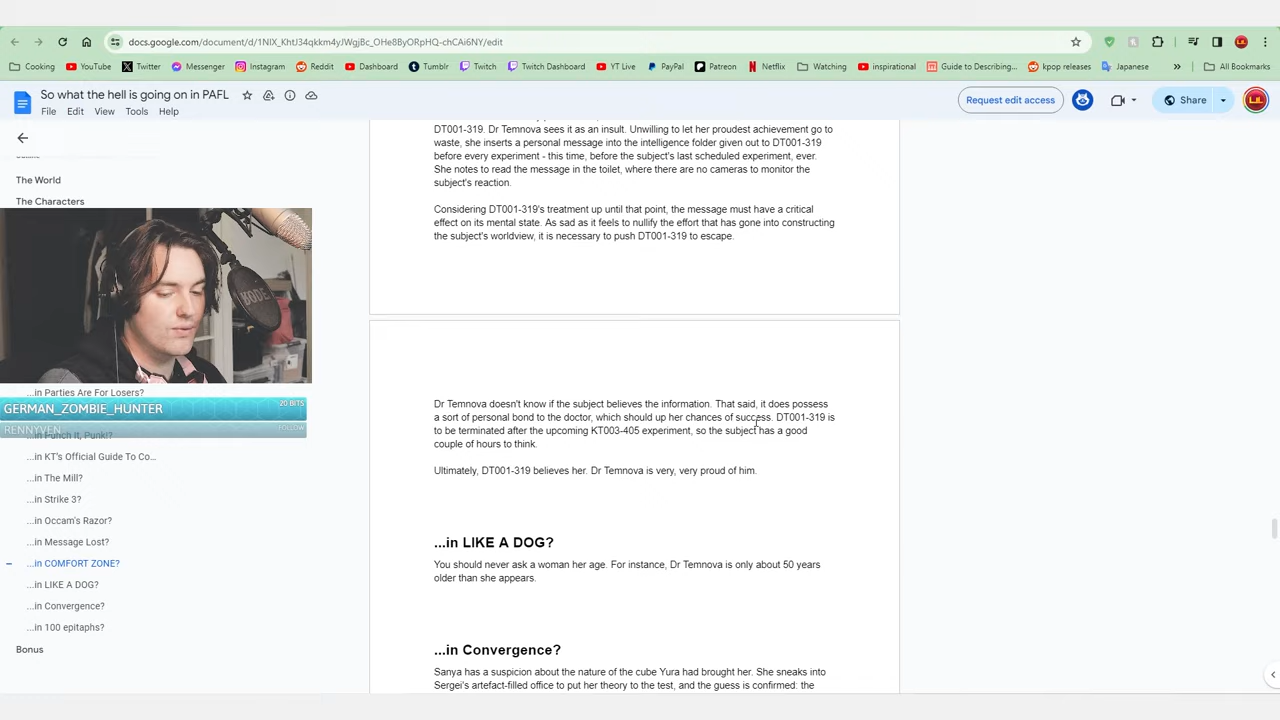 docs.google.com/document/d/1NIX_KhtJ34qkkm4yJWgjBc_OHe8ByORpHQ-chCAi6NY/edit
Cooking YouTube Twitter Messenger Instagram Reddit Dashboard Tumblr Twitch Twitch Dashboard YT Live PayPal Patreon Netflix Watching inspirational Guide to Describing... kpop releases Japanese » All Bookmarks
So what the hell is going on in PAFL
File Edit View Tools Help
Request edit access
Share
The World
The Characters
...in Parties Are For Losers?
GERMAN_ZOMBIE_HUNTER 20 BITS
RENNYVEN FOLLOW
...in Punch It, Punk!?
...in KT's Official Guide To Co...
...in The Mill?
...in Strike 3?
...in Occam's Razor?
...in Message Lost?
...in COMFORT ZONE?
...in LIKE A DOG?
...in Convergence?
...in 100 epitaphs?
Bonus
RODE
DT001-319. Dr Temnova sees it as an insult. Unwilling to let her proudest achievement go to
waste, she inserts a personal message into the intelligence folder given out to DT001-319
before every experiment - this time, before the subject's last scheduled experiment, ever.
She notes to read the message in the toilet, where there are no cameras to monitor the
subject's reaction.
Considering DT001-319's treatment up until that point, the message must have a critical
effect on its mental state. As sad as it feels to nullify the effort that has gone into constructing
the subject's worldview, it is necessary to push DT001-319 to escape.
Dr Temnova doesn't know if the subject believes the information. That said, it does possess
a sort of personal bond to the doctor, which should up her chances of success. DT001-319 is
to be terminated after the upcoming KT003-405 experiment, so the subject has a good
couple of hours to think.
Ultimately, DT001-319 believes her. Dr Temnova is very, very proud of him.
...in LIKE A DOG?
You should never ask a woman her age. For instance, Dr Temnova is only about 50 years
older than she appears.
...in Convergence?
Sanya has a suspicion about the nature of the cube Yura had brought her. She sneaks into
Sergei's artefact-filled office to put her theory to the test, and the guess is confirmed: the